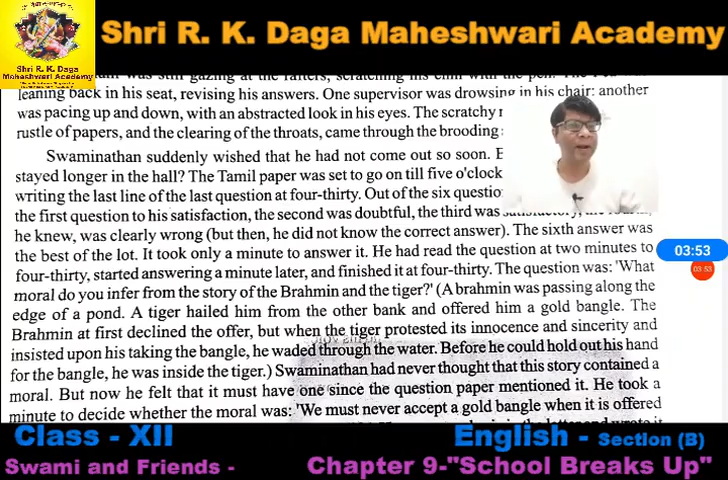 Shri R. K. Daga Maheshwari Academy
Shri R. K. Daga
Maheshwari Academy
was still gazing at the rafters, scratching his chin with the pen. The
leaning back in his seat, revising his answers. One supervisor was drowsing in his chair: another
was pacing up and down, with an abstracted look in his eyes. The scratchy
rustle of papers, and the clearing of the throats, came through the brooding
Swaminathan suddenly wished that he had not come out so soon.
stayed longer in the hall? The Tamil paper was set to go on till five o'clock
writing the last line of the last question at four-thirty. Out of the six
the first question to his satisfaction, the second was doubtful, the third was satisfactory, the
he knew, was clearly wrong (but then, he did not know the correct answer). The sixth answer was
the best of the lot. It took only a minute to answer it. He had read the question at two minutes to
03:53
four-thirty, started answering a minute later, and finished it at four-thirty. The question was: 'What
03:53
moral do you infer from the story of the Brahmin and the tiger?' (A brahmin was passing along the
edge of a pond. A tiger hailed him from the other bank and offered him a gold bangle. The
Brahmin at first declined the offer, but when the tiger protested its innocence and sincerity and
insisted upon his taking the bangle, he waded through the water. Before he could hold out his hand
for the bangle, he was inside the tiger.) Swaminathan had never thought that this story contained a
moral. But now he felt that it must have one since the question paper mentioned it. He took a
minute to decide whether the moral was: 'We must never accept a gold bangle when it is offered
Class - XII
English - Section (B)
Swami and Friends -
Chapter 9-"School Breaks Up"